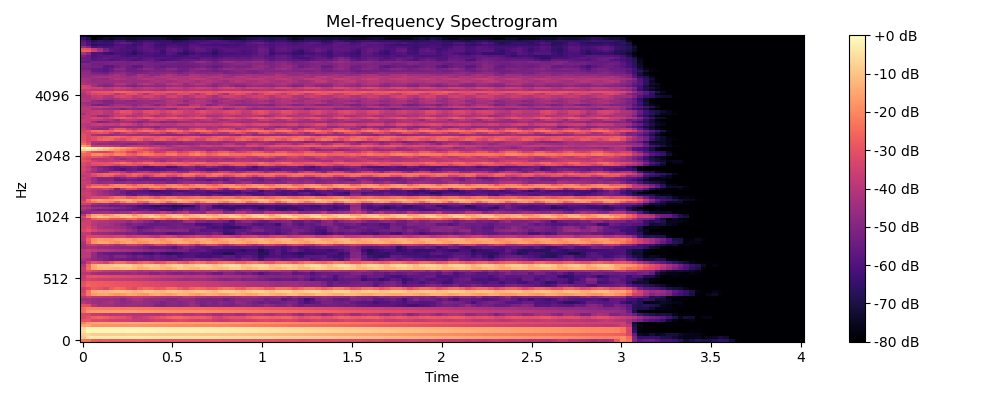 Mel-frequency Spectrogram
Hz
4096
2048
1024
512
0
0
0.5
1
1.5
2
2.5
3
3.5
4
Time
+0 dB
-10 dB
-20 dB
-30 dB
-40 dB
-50 dB
-60 dB
-70 dB
-80 dB